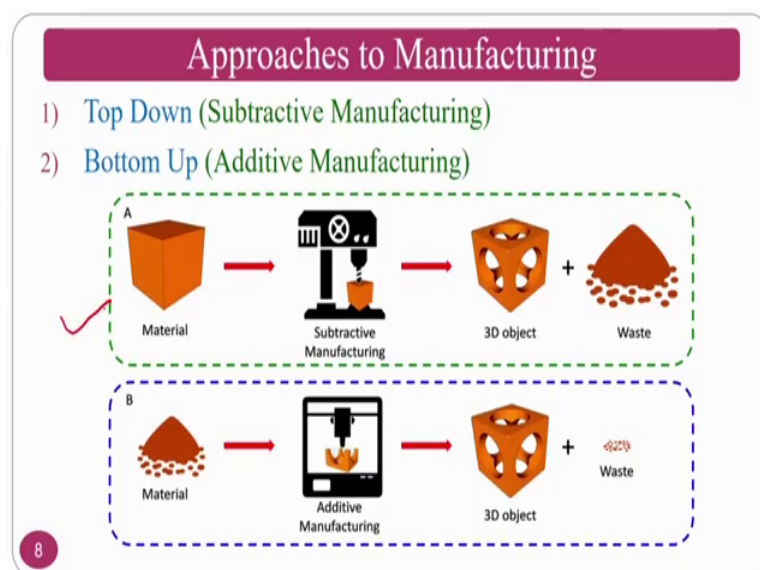 Approaches to Manufacturing
1) Top Down (Subtractive Manufacturing)
2) Bottom Up (Additive Manufacturing)
A
Material
Subtractive
Manufacturing
3D object
+
Waste
B
Material
Additive
Manufacturing
3D object
+
Waste
8